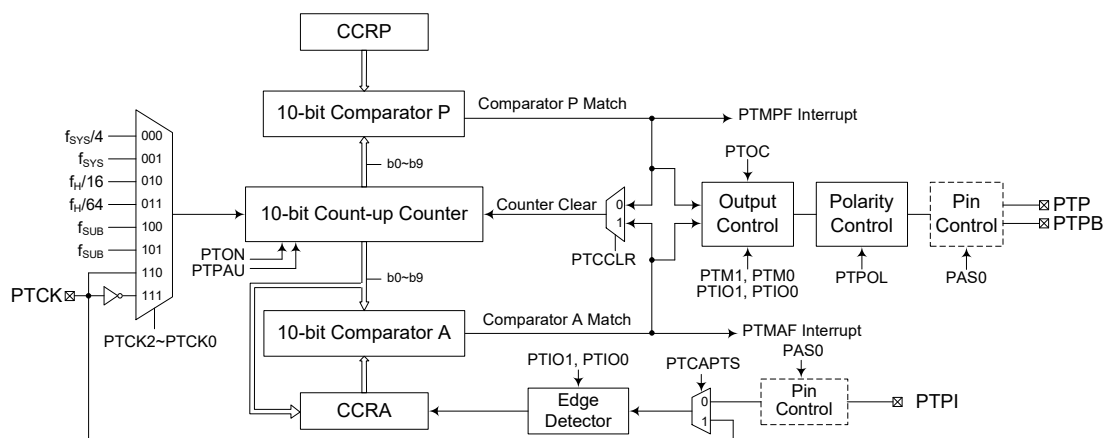 CCRP
10-bit Comparator P
Comparator P Match
PTMPF Interrupt
fSYS/4
000
fSYS
001
fH/16
010
fH/64
011
fSUB
100
fSUB
101
110
111
PTCK
PTCK2~PTCK0
b0~b9
10-bit Count-up Counter
PTON
PTPAU
Counter Clear
0
1
PTCCLR
PTOC
Output
Control
PTM1, PTM0
PTIO1, PTIO0
Polarity
Control
PTPOL
Pin
Control
PAS0
PTP
PTPB
b0~b9
10-bit Comparator A
Comparator A Match
PTMAF Interrupt
CCRA
PTIO1, PTIO0
Edge
Detector
PTCAPTS
0
1
PAS0
Pin
Control
PTPI